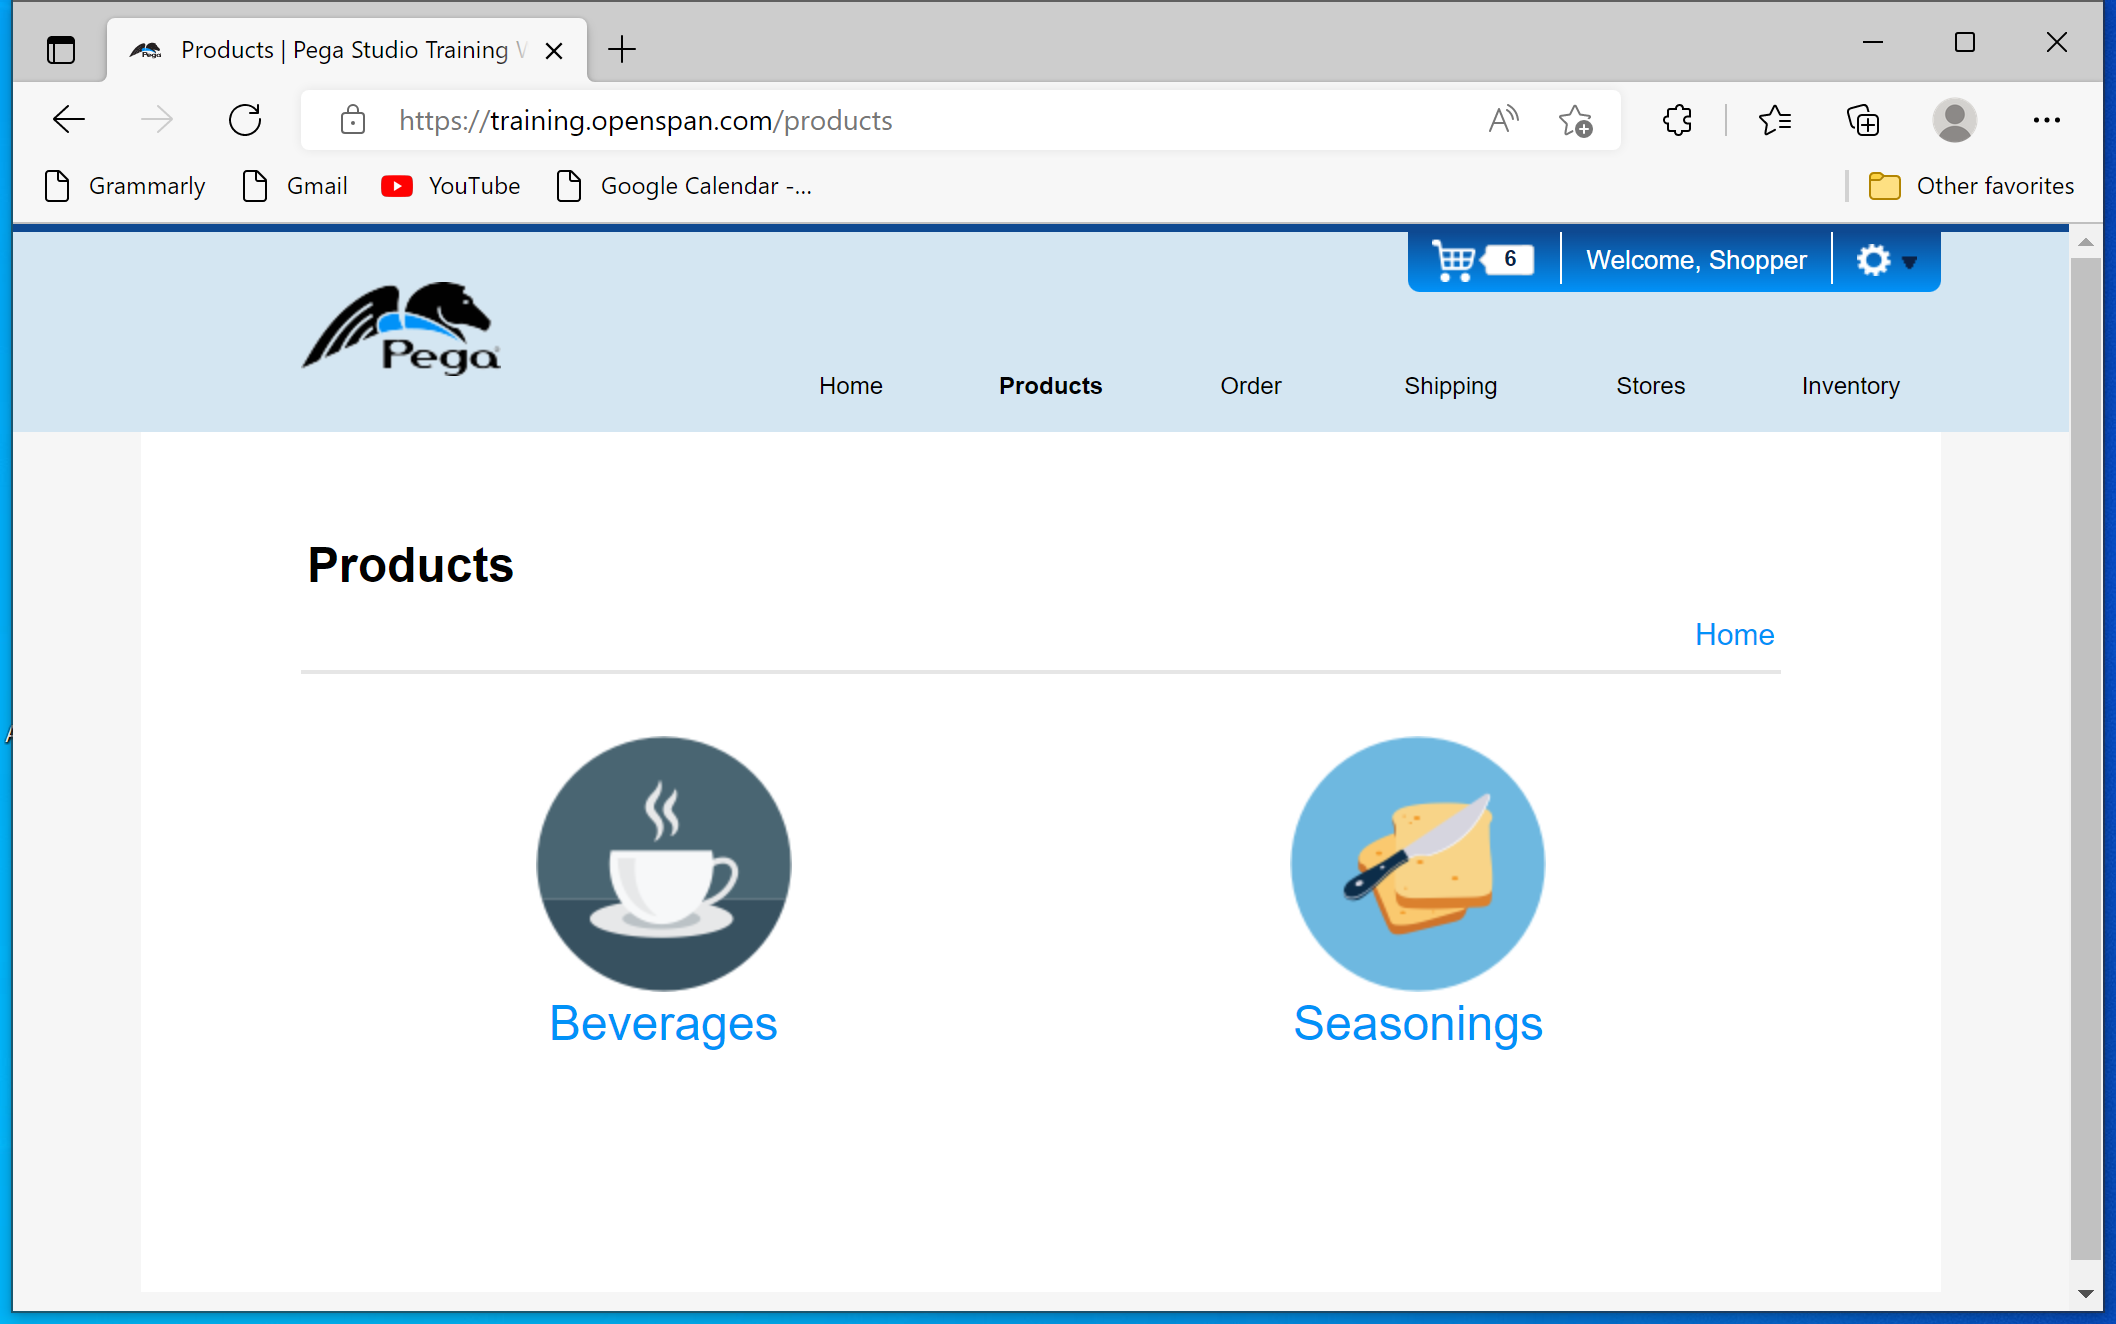 Products | Pega Studio Training
https://training.openspan.com/products
Grammarly Gmail YouTube Google Calendar -... Other favorites
6 Welcome, Shopper
Pega
Home Products Order Shipping Stores Inventory
Products
Home
Beverages Seasonings